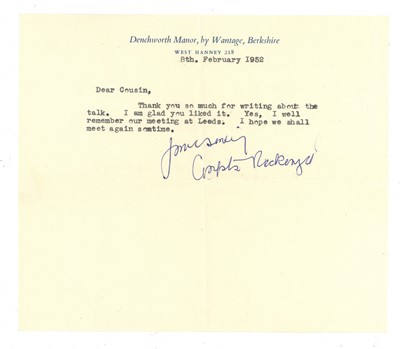 Denchworth Manor, by Wantage, Berkshire
WEST HANNEY 218
8th. February 1952
Dear Cousin,
Thank you so much for writing about the
talk. I am glad you liked it. Yes, I well
remember our meeting at Leeds. I hope we shall
meet again somtime.
Yours sincerely
Compton Mackenzie